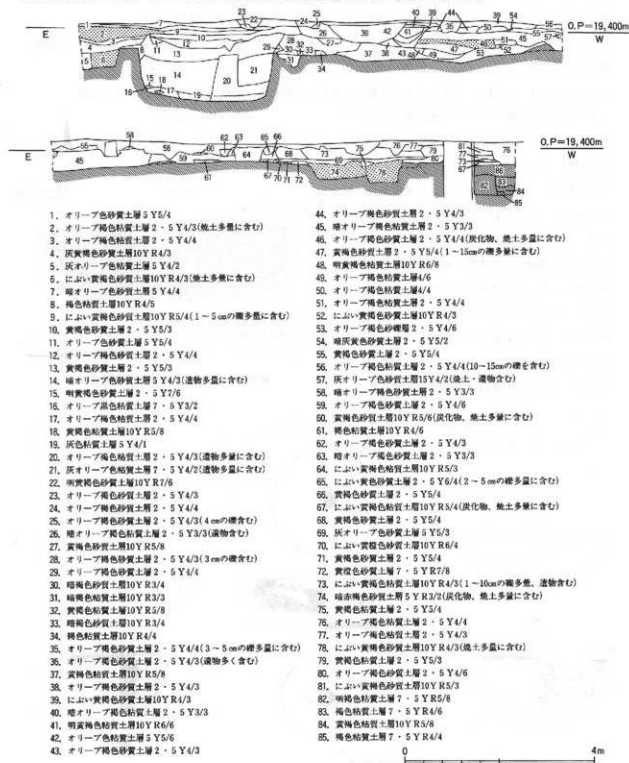 E
O.P=19,400m
W
E
O.P=19,400m
W
1. オリーブ色砂質土層5Y5/4
2. オリーブ褐色粘質土層2・5Y4/3(焼土多量に含む)
3. オリーブ褐色粘質土層2・5Y4/4
4. 灰黄褐色砂質土層10YR4/3
5. 灰オリーブ色粘質土層5Y4/2
6. にぶい黄褐色砂質土層10YR4/3(焼土多量に含む)
7. 暗オリーブ色砂質土層5Y4/4
8. 褐色粘質土層10YR4/5
9. にぶい黄褐色砂質土層10YR5/4(1~5cmの礫多量に含む)
10. 黄褐色砂質土層2・5Y5/3
11. オリーブ色砂質土層5Y5/4
12. オリーブ褐色砂質土層2・5Y4/4
13. 黄褐色砂質土層2・5Y5/3
14. 暗オリーブ色砂質土層5Y4/3(遺物多量に含む)
15. 明黄褐色砂質土層2・5Y7/6
16. オリーブ黒色粘質土層7・5Y3/2
17. オリーブ褐色粘質土層2・5Y4/4
18. 黄褐色粘質土層10YR5/8
19. 灰色粘質土層5Y4/1
20. オリーブ褐色粘質土層2・5Y4/3(遺物多量に含む)
21. 灰オリーブ色粘質土層7・5Y4/2(遺物多量に含む)
22. 明黄褐色砂質土層10YR7/6
23. オリーブ褐色砂質土層2・5Y4/3
24. オリーブ褐色砂質土層2・5Y4/4
25. オリーブ褐色砂質土層2・5Y4/3(4cmの礫含む)
26. 暗オリーブ褐色粘質土層2・5Y3/3(遺物含む)
27. 黄褐色砂質土層10YR5/8
28. オリーブ褐色砂質土層2・5Y4/3(3cmの礫含む)
29. オリーブ褐色砂質土層2・5Y4/4
30. 暗褐色砂質土層10YR3/4
31. 暗褐色粘質土層10YR3/3
32. 黄褐色粘質土層10YR5/8
33. 暗褐色砂質土層10YR3/4
34. 褐色粘質土層10YR4/4
35. オリーブ褐色砂質土層2・5Y4/4(3~5cmの礫多量に含む)
36. オリーブ褐色砂質土層2・5Y4/3(遺物多く含む)
37. 黄褐色粘質土層10YR5/8
38. オリーブ褐色砂質土層2・5Y4/3
39. にぶい黄褐色砂質土層10YR4/3
40. 暗オリーブ褐色粘質土層2・5Y3/3
41. 明黄褐色粘質土層10YR6/6
42. オリーブ色粘質土層5Y5/6
43. オリーブ褐色砂質土層2・5Y4/3
44. オリーブ褐色砂質土層2・5Y4/3
45. 暗オリーブ褐色粘質土層2・5Y3/3
46. オリーブ褐色砂質土層2・5Y4/4(炭化物、焼土多量に含む)
47. 黄褐色砂質土層2・5Y5/4(1~15cmの礫多量に含む)
48. 明黄褐色粘質土層10YR6/8
49. オリーブ褐色粘質土層4/6
50. オリーブ褐色粘質土層4/4
51. オリーブ褐色粘質土層2・5Y4/4
52. にぶい黄褐色粘質土層10YR4/3
53. オリーブ褐色砂礫土層2・5Y4/6
54. 暗灰黄色砂質土層2・5Y5/2
55. 黄褐色砂質土層2・5Y5/4
56. オリーブ褐色粘質土層2・5Y4/4(10~15cmの礫を含む)
57. 灰オリーブ色砂質土層15Y4/2(焼土・遺物含む)
58. 暗オリーブ褐色砂質土層2・5Y3/3
59. オリーブ褐色砂質土層2・5Y4/6
60. 黄褐色砂質土層10YR5/6(炭化物、焼土多量に含む)
61. 褐色粘質土層10YR4/6
62. オリーブ褐色砂質土層2・5Y4/3
63. 暗オリーブ褐色砂質土層2・5Y3/3
64. にぶい黄褐色粘質土層10YR5/3
65. にぶい黄色砂質土層2・5Y6/4(2~5cmの礫多量に含む)
66. 黄褐色砂質土層2・5Y5/4
67. にぶい黄褐色粘質土層10YR5/4(炭化物、焼土多量に含む)
68. 黄褐色砂質土層2・5Y5/4
69. 灰オリーブ色砂質土層5Y5/3
70. にぶい黄橙色砂質土層10YR6/4
71. 黄褐色砂質土層2・5Y5/4
72. 黄橙色砂質土層7・5YR7/8
73. にぶい黄褐色粘質土層10YR4/3(1~10cmの礫多量、遺物含む)
74. 暗赤褐色砂質土層5YR3/2(炭化物、焼土多量に含む)
75. 黄褐色粘質土層2・5Y5/4
76. オリーブ褐色砂質土層2・5Y4/4
77. オリーブ褐色砂質土層2・5Y4/3
78. にぶい黄褐色粘質土層10YR4/3(焼土多量に含む)
79. 黄褐色粘質土層2・5Y5/3
80. オリーブ褐色砂質土層2・5Y4/6
81. にぶい黄褐色砂質土層10YR5/3
82. 明褐色粘質土層7・5YR5/8
83. 褐色粘質土層7・5YR4/6
84. 黄褐色粘質土層10YR5/8
85. 褐色粘質土層7・5YR4/4
0 4m